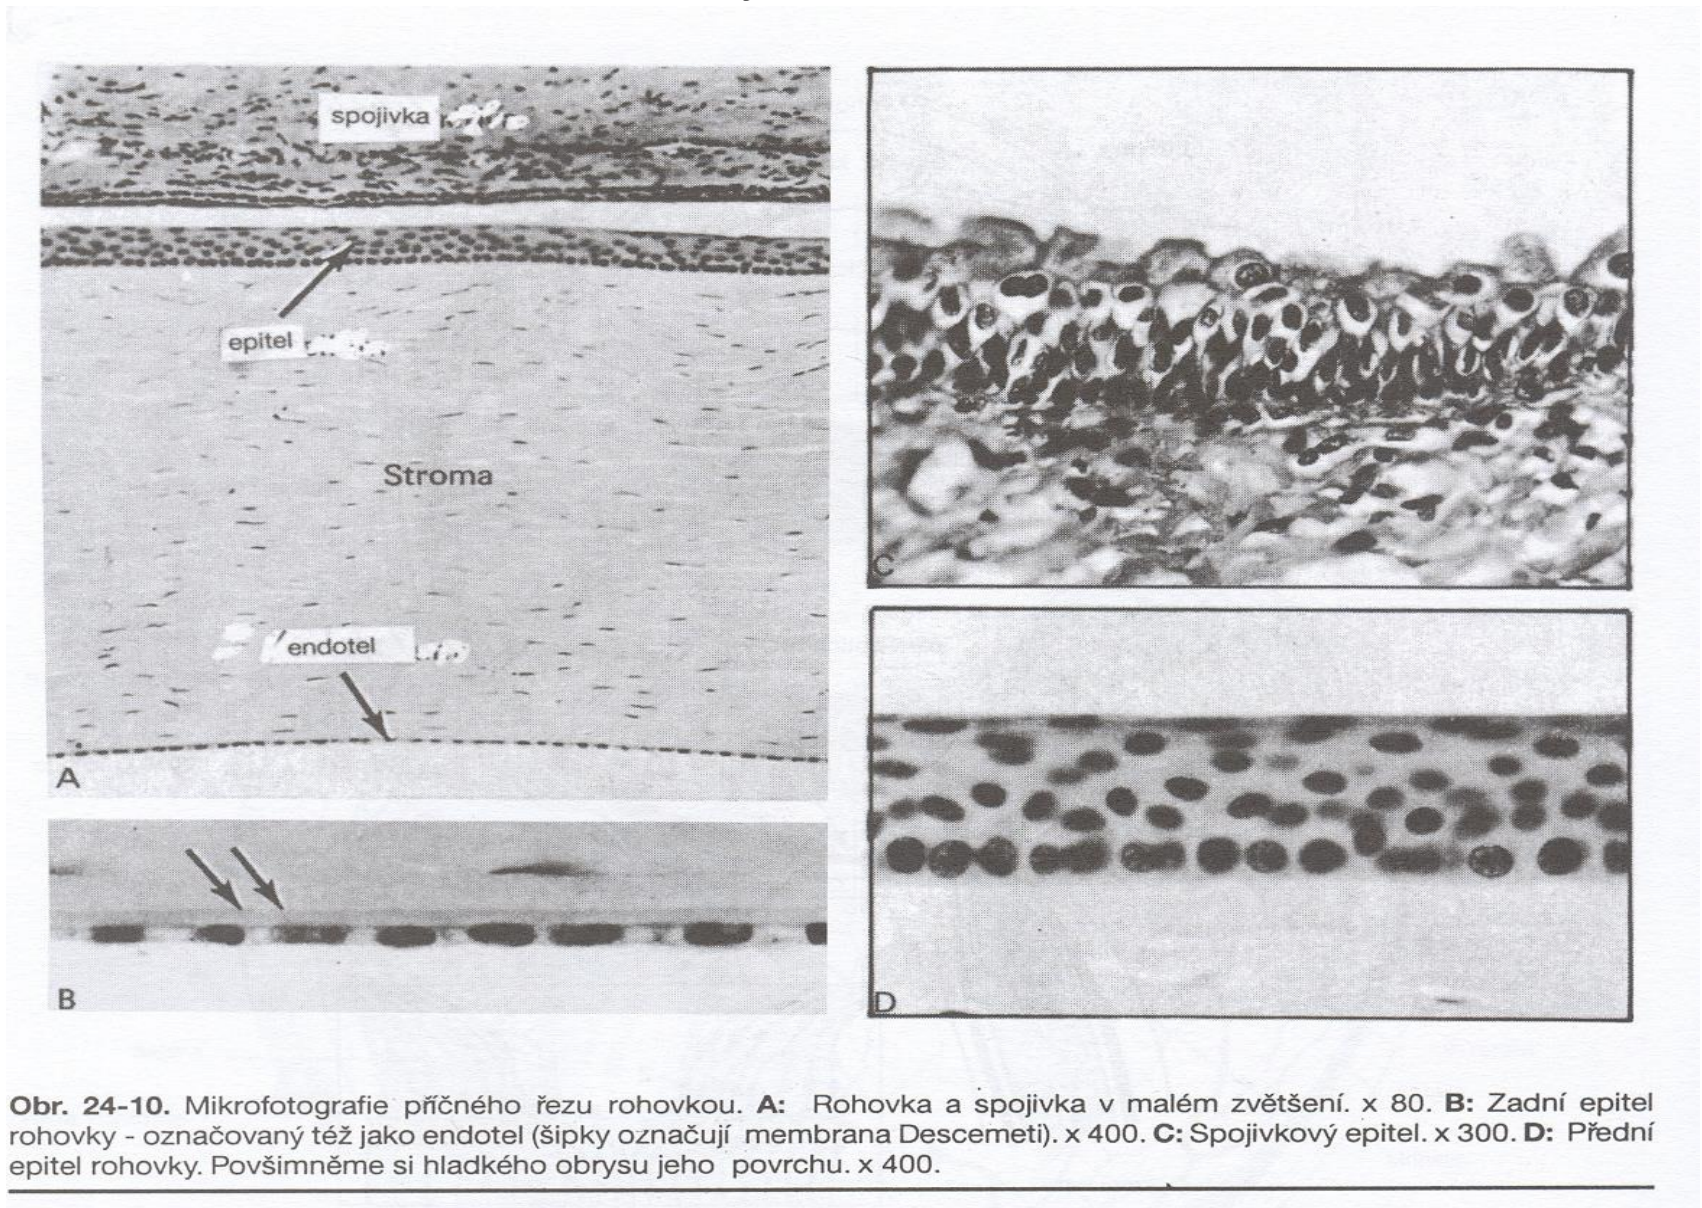 spojivka
epitel
Stroma
endotel
A
B
C
D
Obr. 24-10. Mikrofotografie příčného řezu rohovkou. A: Rohovka a spojivka v malém zvětšení. x 80. B: Zadní epitel
rohovky - označovaný též jako endotel (šipky označují membrana Descemeti). x 400. C: Spojivkový epitel. x 300. D: Přední
epitel rohovky. Povšimněme si hladkého obrysu jeho povrchu. x 400.